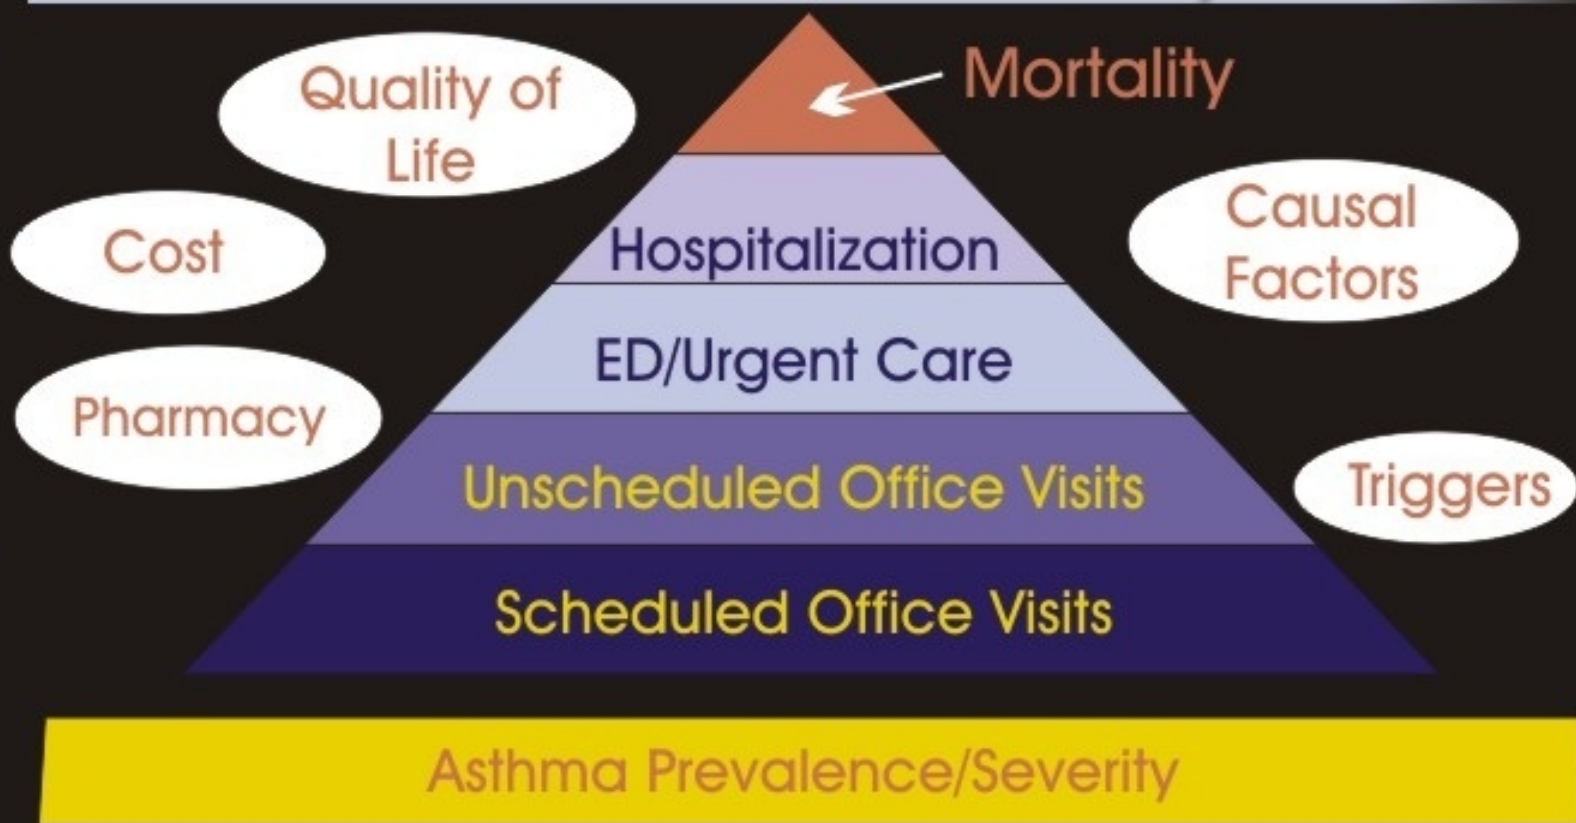 Quality of
Life
Mortality
Cost
Causal
Factors
Hospitalization
ED/Urgent Care
Pharmacy
Unscheduled Office Visits
Triggers
Scheduled Office Visits
Asthma Prevalence/Severity